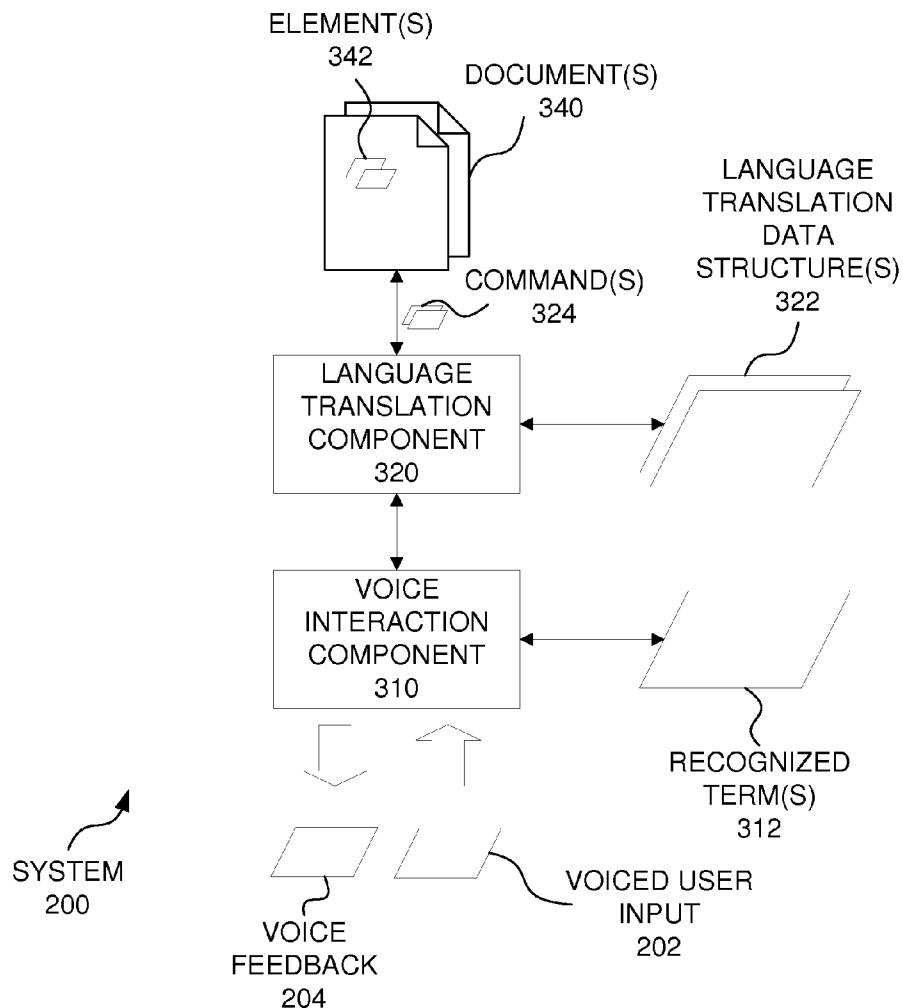 ELEMENT(S)
342
DOCUMENT(S)
340
LANGUAGE
TRANSLATION
DATA
STRUCTURE(S)
322
COMMAND(S)
324
LANGUAGE
TRANSLATION
COMPONENT
320
VOICE
INTERACTION
COMPONENT
310
RECOGNIZED
TERM(S)
312
SYSTEM
200
VOICE
FEEDBACK
204
VOICED USER
INPUT
202